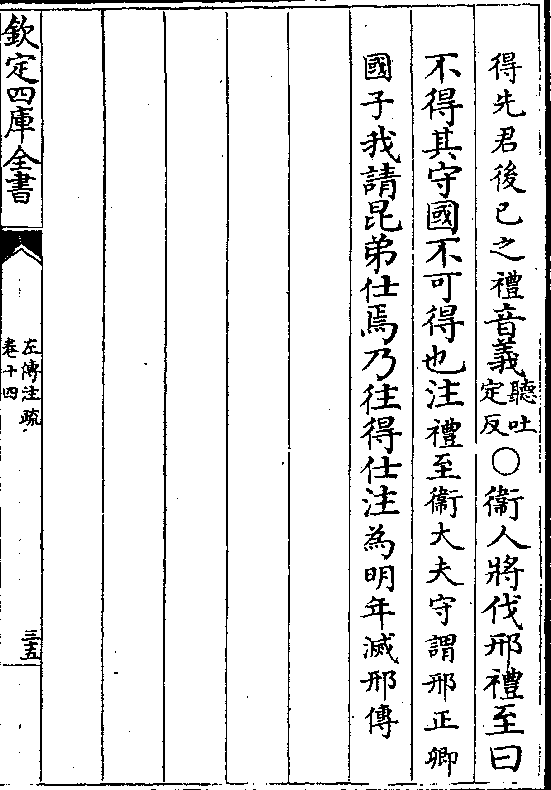 得先君後已之禮音義聽吐定反○衞人將伐邢禮至曰
不得其守國不可得也注禮至衞大夫守謂邢正卿
國子我請昆弟仕焉乃往得仕注為明年滅邢傳
欽定四庫全書
左傳注疏
卷十四
三五